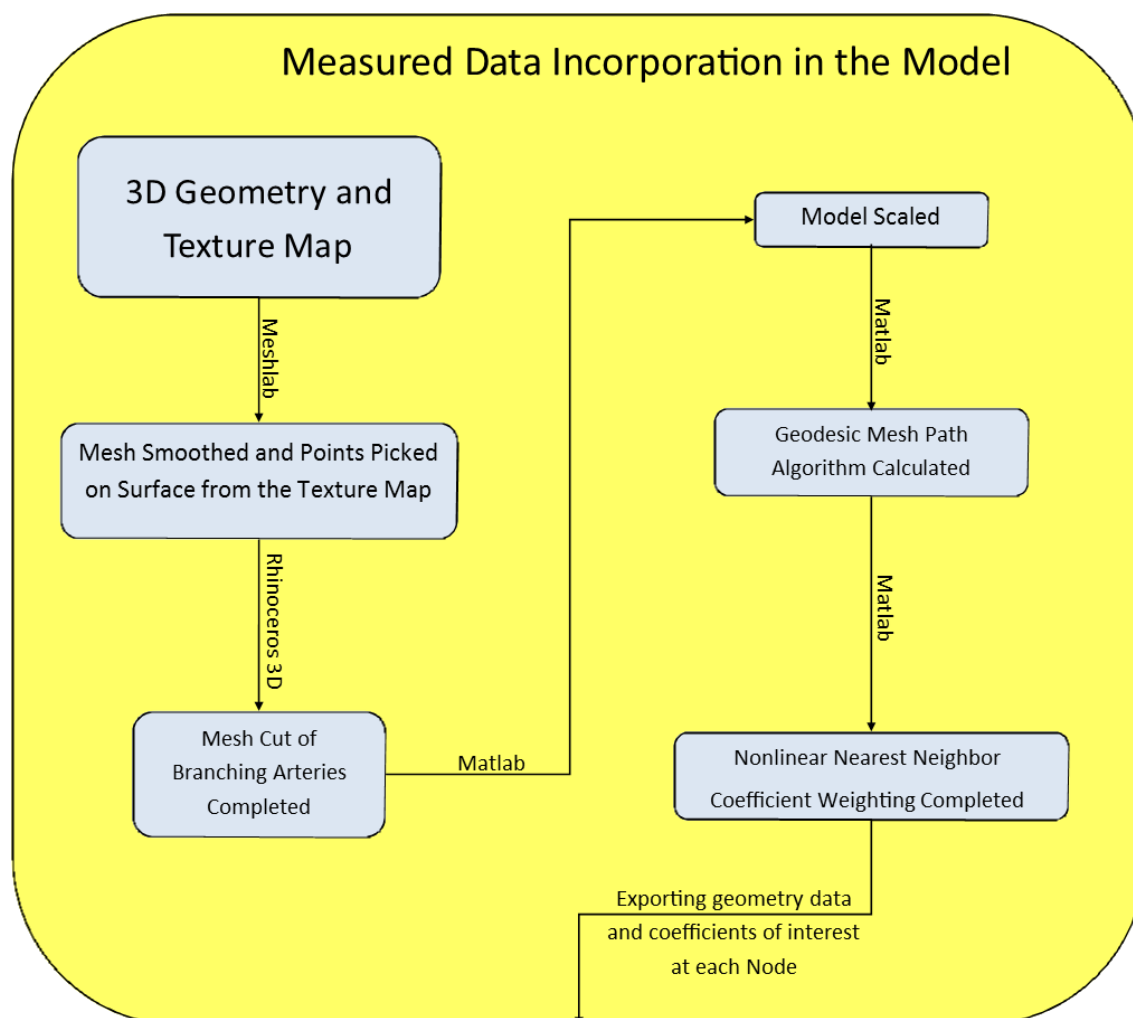 Measured Data Incorporation in the Model
3D Geometry and
Texture Map
Meshlab
Mesh Smoothed and Points Picked
on Surface from the Texture Map
Rhinoceros 3D
Mesh Cut of
Branching Arteries
Completed
Matlab
Model Scaled
Matlab
Geodesic Mesh Path
Algorithm Calculated
Matlab
Nonlinear Nearest Neighbor
Coefficient Weighting Completed
Exporting geometry data
and coefficients of interest
at each Node